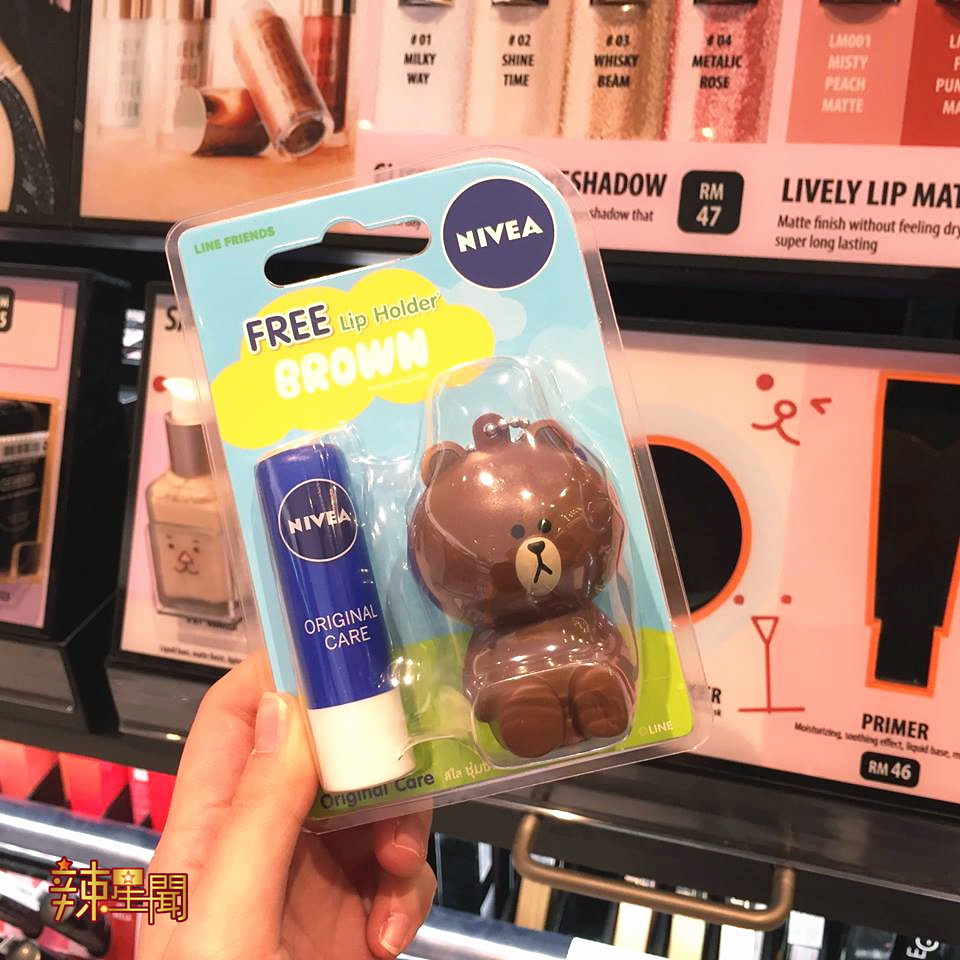 #01
MILKY
WAY
#02
SHINE
TIME
#03
WHISKY
BEAM
#04
METALIC
ROSE
LM001
MISTY
PEACH
MATTE
SHADOW
shadow that
RM
47
LIVELY LIP MAT
Matte finish without feeling dry
super long lasting
LINE FRIENDS
NIVEA
FREE Lip Holder
BROWN
NIVEA
ORIGINAL
CARE
Original Care
©LINE
PRIMER
Moisturizing, soothing effect, liquid base,
RM 46
辣星聞